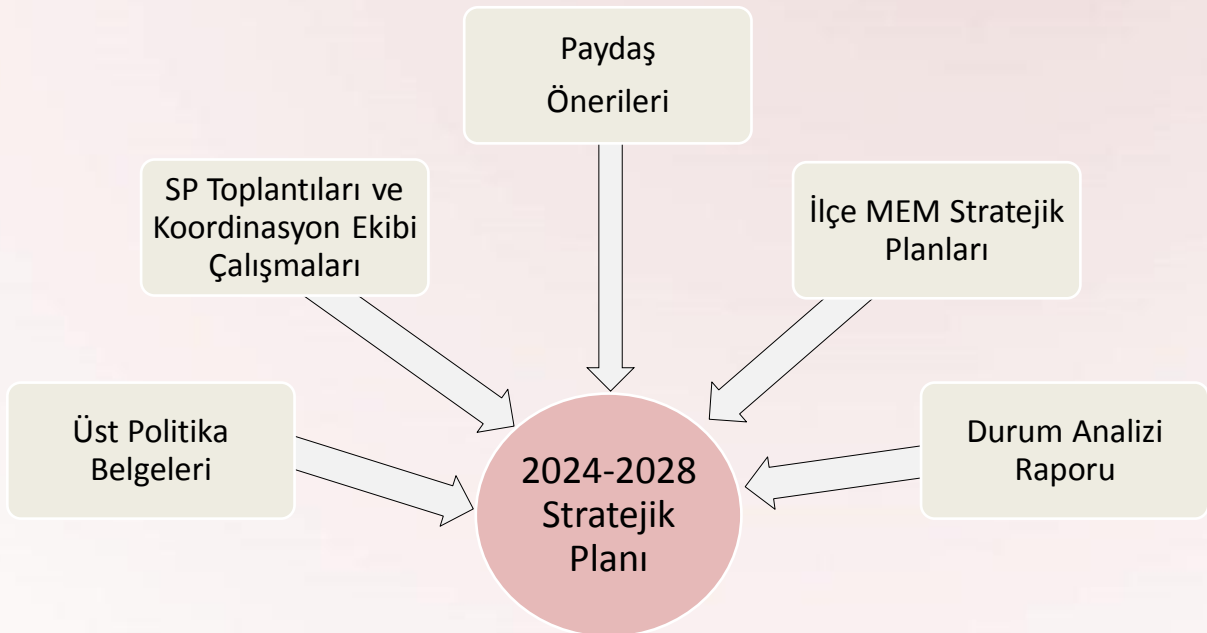 Paydaş
Önerileri
SP Toplantıları ve
Koordinasyon Ekibi
Çalışmaları
İlçe MEM Stratejik
Planları
Üst Politika
Belgeleri
Durum Analizi
Raporu
2024-2028
Stratejik
Planı